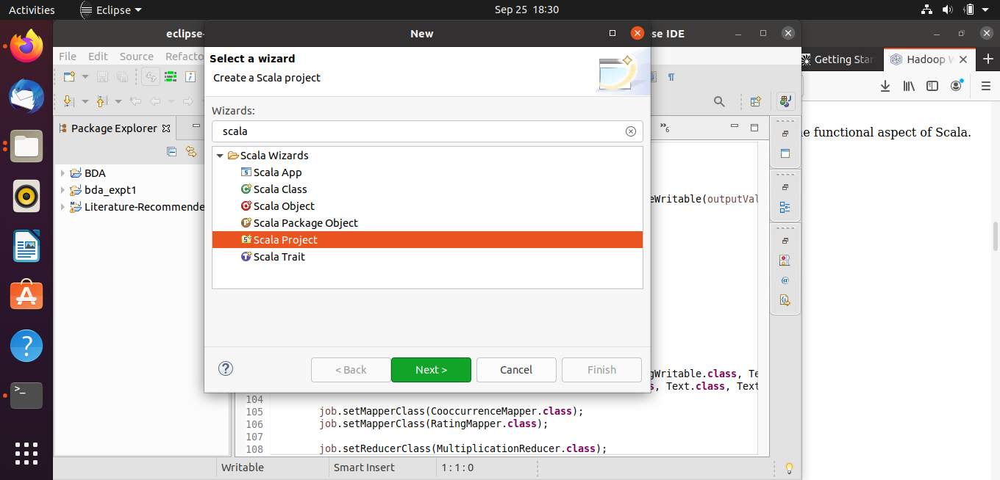 Activities
Eclipse
Sep 25 18:30
eclipse-
New
se IDE
File Edit Source Refacto
Select a wizard
Create a Scala project
Getting Star
Hadoop W
Package Explorer
BDA
bda_expt1
Literature-Recommende
Wizards:
scala
Scala Wizards
Scala App
Scala Class
Scala Object
Scala Package Object
Scala Project
Scala Trait
< Back
Next >
Cancel
Finish
e functional aspect of Scala.
eWritable(outputVal
gWritable.class, Te
s, Text.class, Text
104
105 job.setMapperClass(CooccurrenceMapper.class);
106 job.setMapperClass(RatingMapper.class);
107
108 job.setReducerClass(MultiplicationReducer.class);
Writable
Smart Insert
1 : 1 : 0